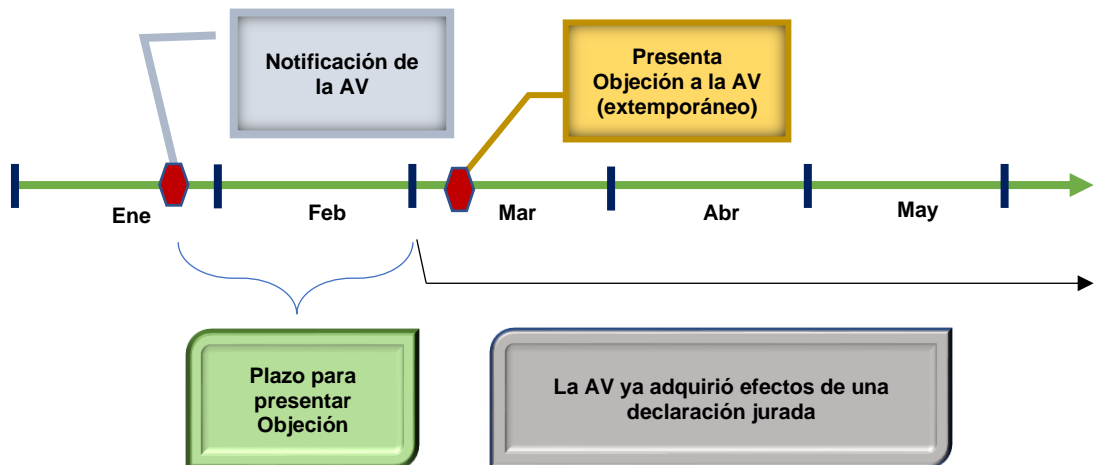 Notificación de
la AV
Presenta
Objeción a la AV
(extemporáneo)
Ene
Feb
Mar
Abr
May
Plazo para
presentar
Objeción
La AV ya adquirió efectos de una
declaración jurada